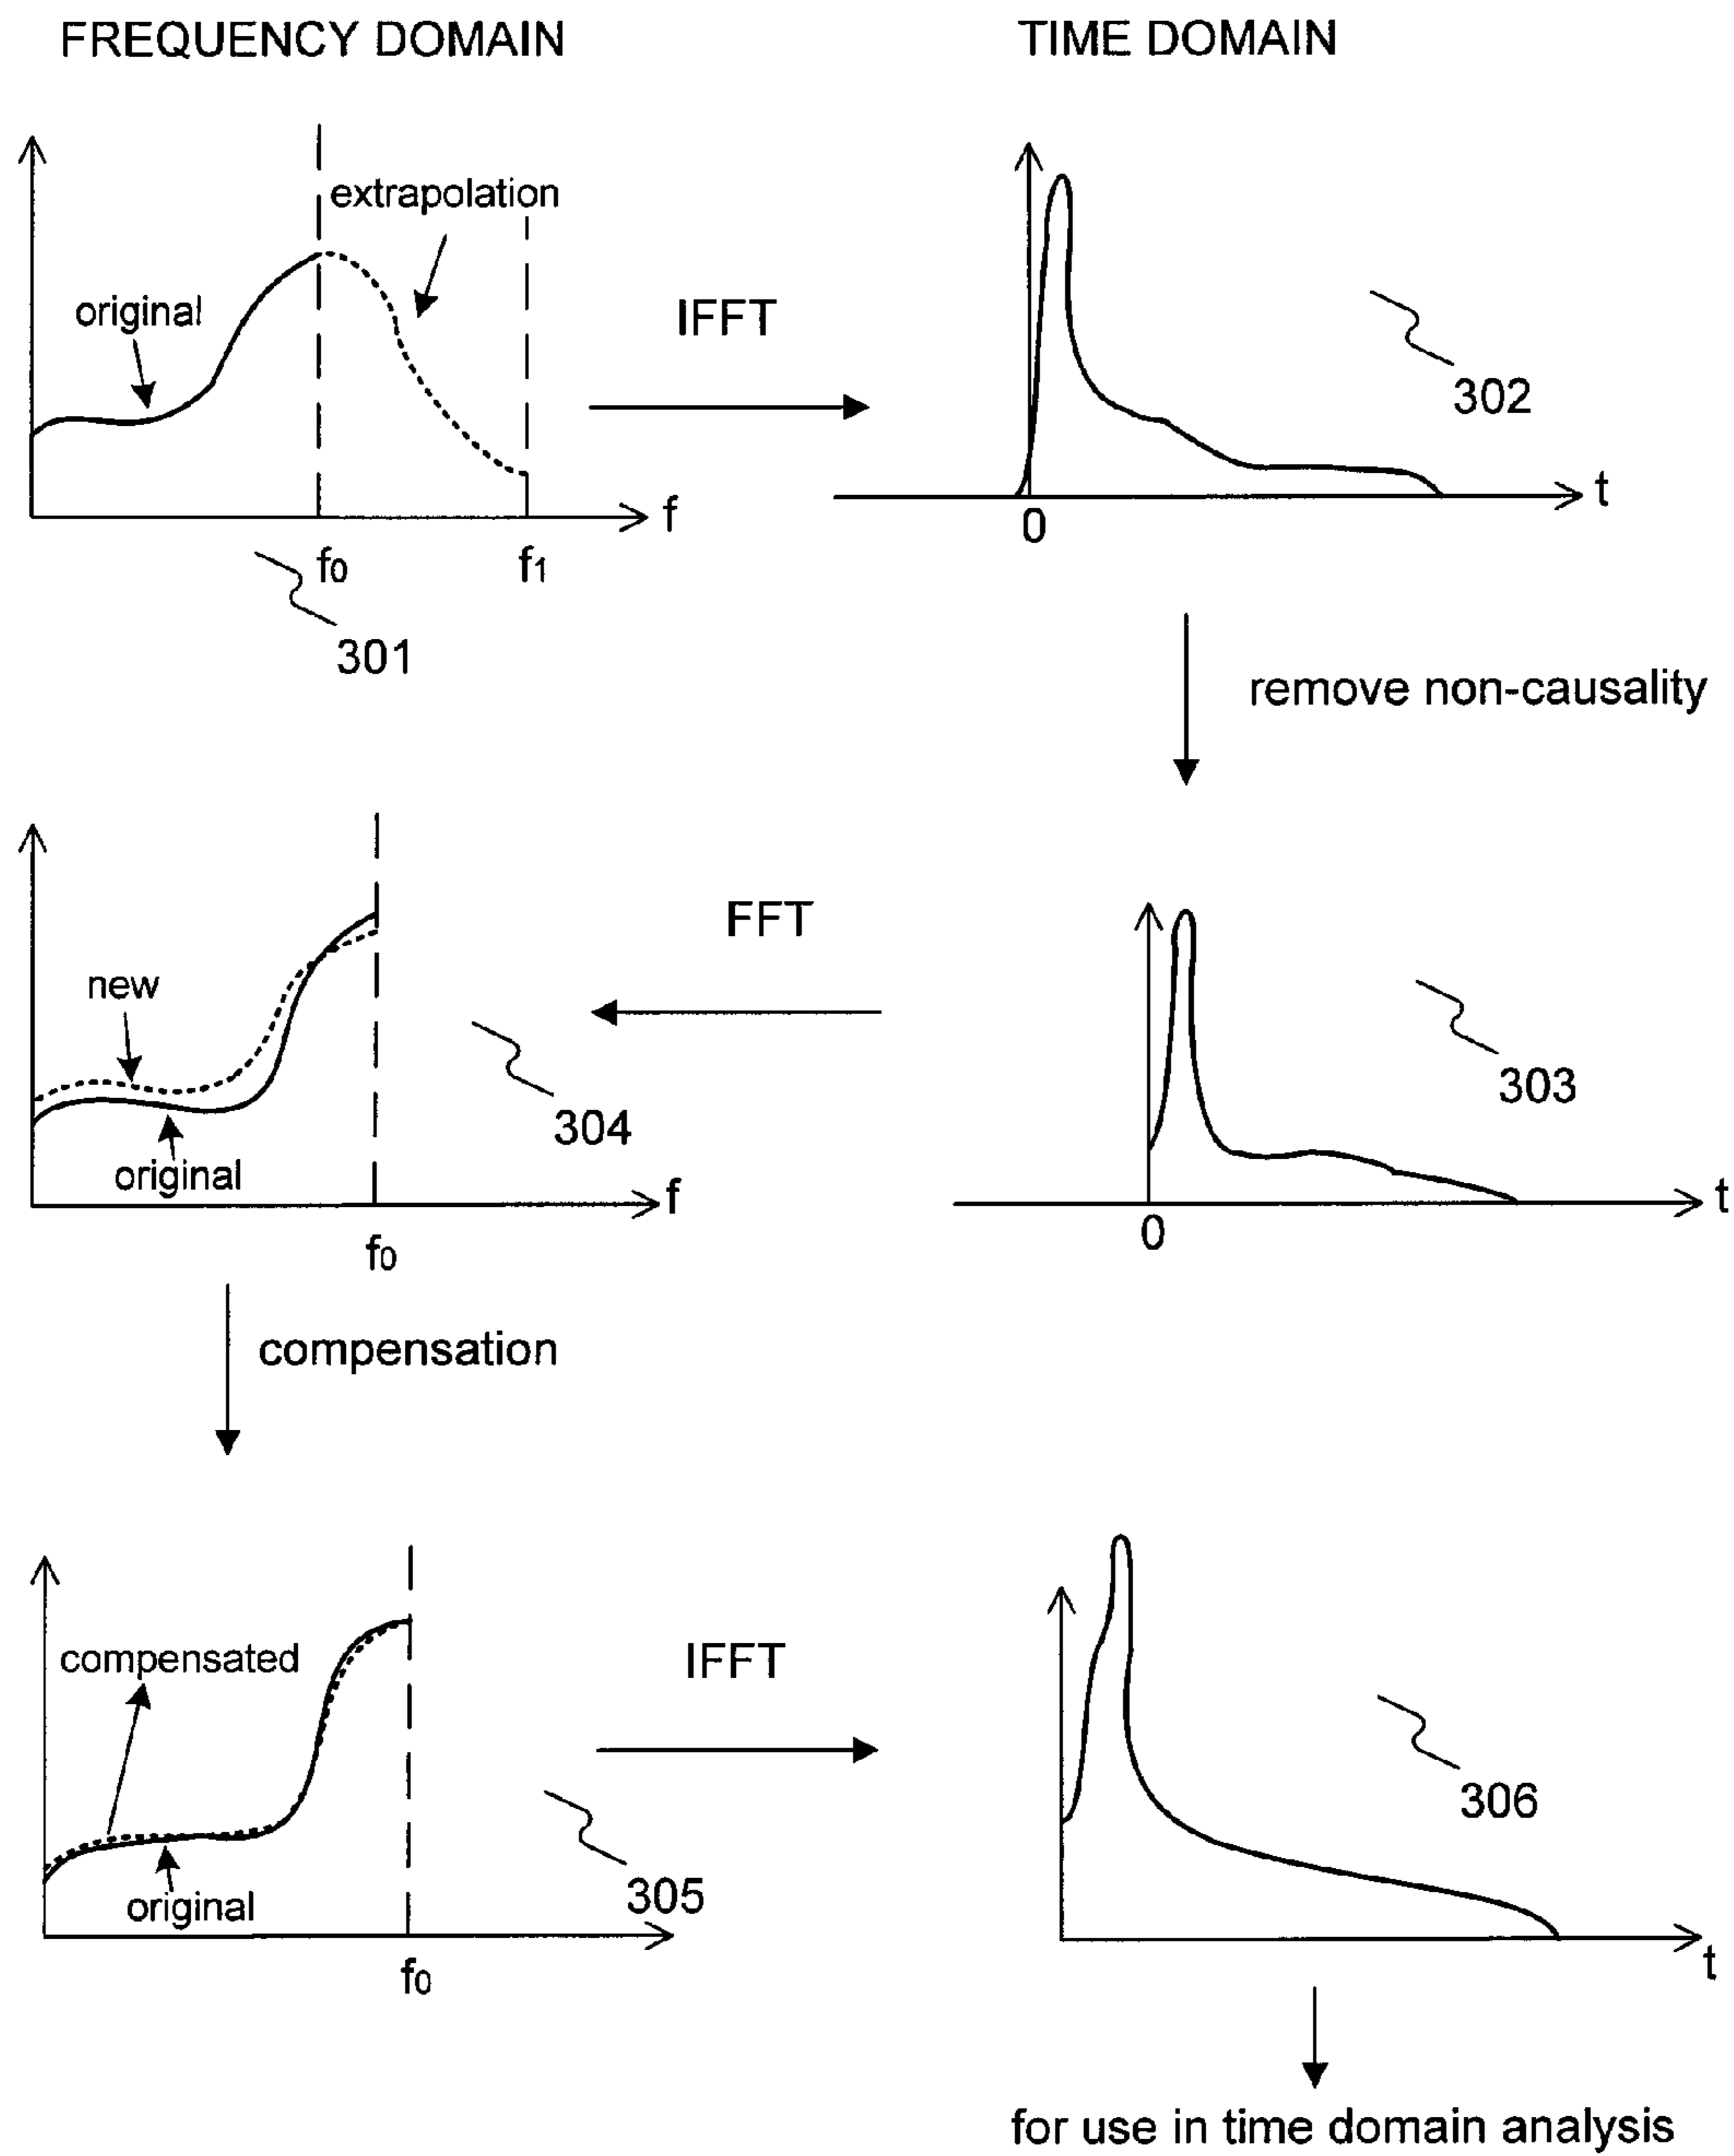 FREQUENCY DOMAIN
TIME DOMAIN
extrapolation
original
IFFT
302
f
t
0
f0
f1
301
remove non-causality
FFT
new
303
304
original
f
t
0
f0
compensation
compensated
IFFT
306
305
original
f0
t
for use in time domain analysis